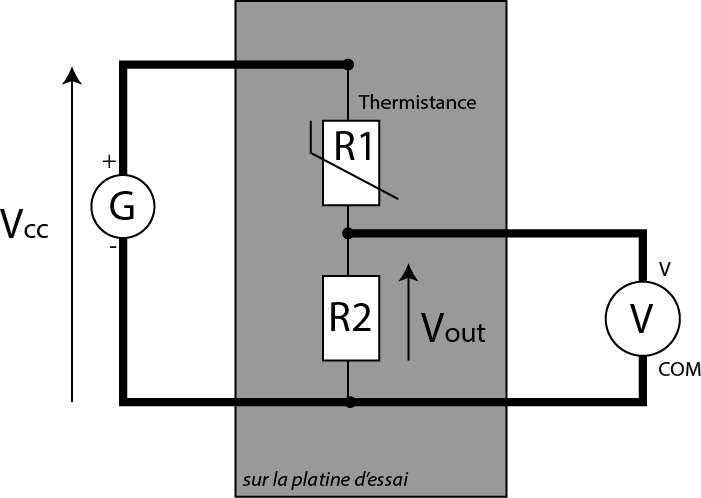 Thermistance
R1
+
G
-
Vcc
R2
Vout
V
V
COM
sur la platine d'essai